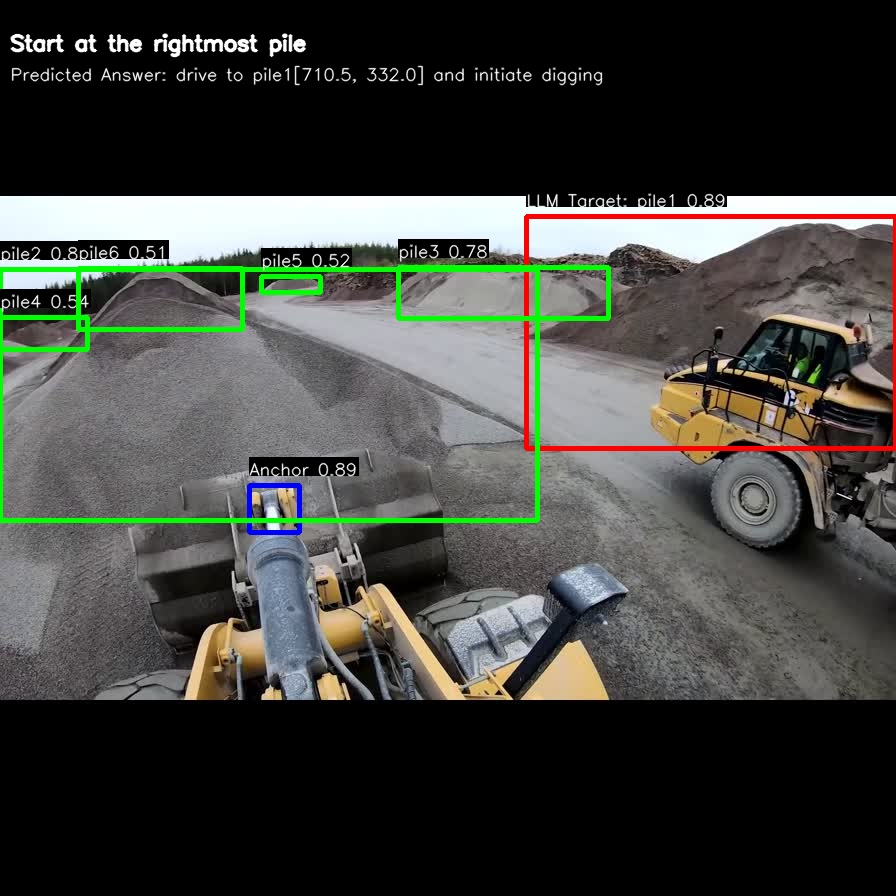 Start at the rightmost pile
Predicted Answer: drive to pile1[710.5, 332.0] and initiate digging
LLM Target: pile1 0.89
pile2 0.8
pile6 0.51
pile5 0.52
pile3 0.78
pile4 0.54
Anchor 0.89